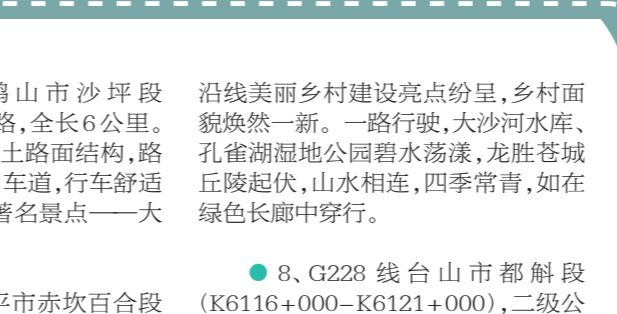 鹤山市沙坪段
路,全长6公里。
土路面结构,路
车道,行车舒适
著名景点——大
平市赤坎百合段
沿线美丽乡村建设亮点纷呈,乡村面
貌焕然一新。一路行驶,大沙河水库、
孔雀湖湿地公园碧水荡漾,龙胜苍城
丘陵起伏,山水相连,四季常青,如在
绿色长廊中穿行。
● 8、G228 线台山市都斛段
(K6116+000-K6121+000),二级公